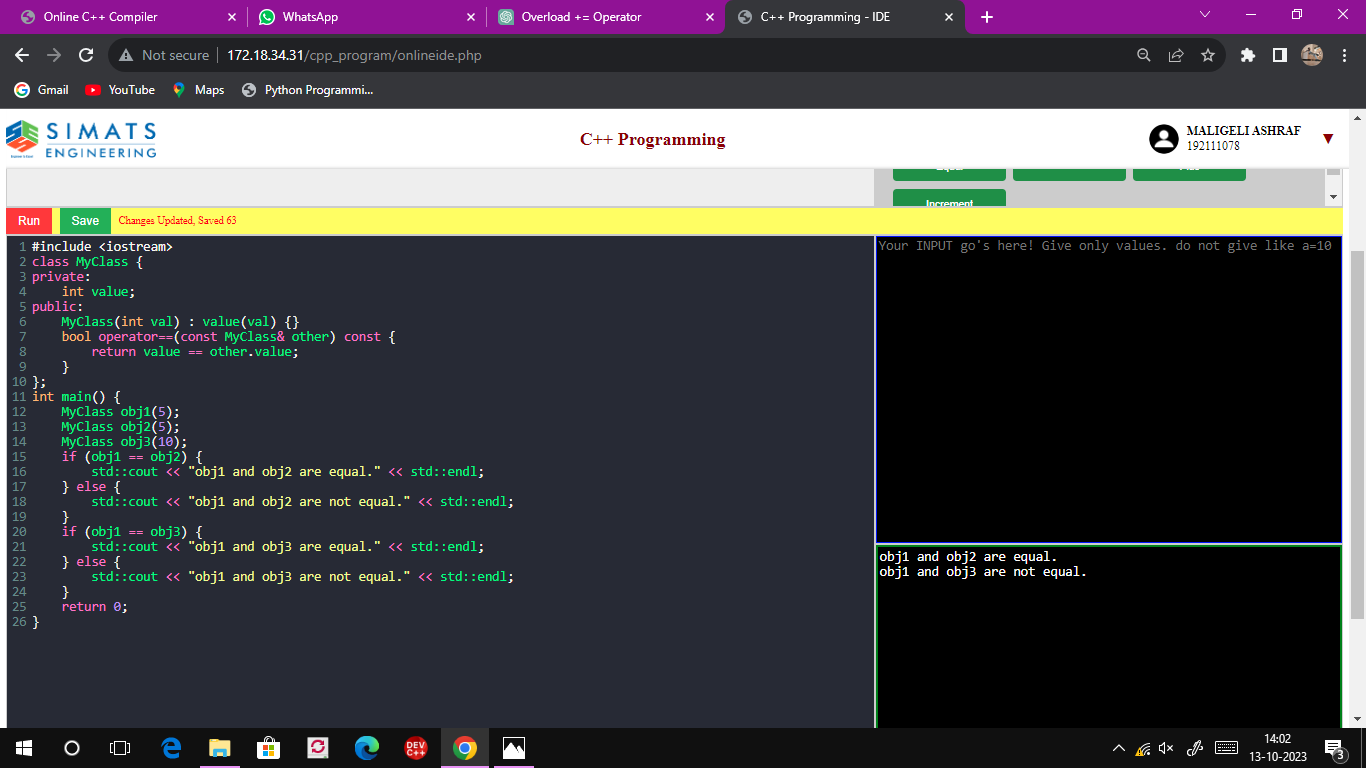 Online C++ Compiler
WhatsApp
Overload += Operator
C++ Programming - IDE
Not secure
172.18.34.31/cpp_program/onlineide.php
Gmail
YouTube
Maps
Python Programmi...
SIMATS
ENGINEERING
C++ Programming
MALIGELI ASHRAF
192111078
Increment
Run
Save
Changes Updated, Saved 63
1 #include <iostream>
2 class MyClass {
3 private:
4     int value;
5 public:
6     MyClass(int val) : value(val) {}
7     bool operator==(const MyClass& other) const {
8         return value == other.value;
9     }
10 };
11 int main() {
12     MyClass obj1(5);
13     MyClass obj2(5);
14     MyClass obj3(10);
15     if (obj1 == obj2) {
16         std::cout << "obj1 and obj2 are equal." << std::endl;
17     } else {
18         std::cout << "obj1 and obj2 are not equal." << std::endl;
19     }
20     if (obj1 == obj3) {
21         std::cout << "obj1 and obj3 are equal." << std::endl;
22     } else {
23         std::cout << "obj1 and obj3 are not equal." << std::endl;
24     }
25     return 0;
26 }
Your INPUT go's here! Give only values. do not give like a=10
obj1 and obj2 are equal.
obj1 and obj3 are not equal.
DEV
C++
14:02
13-10-2023
3